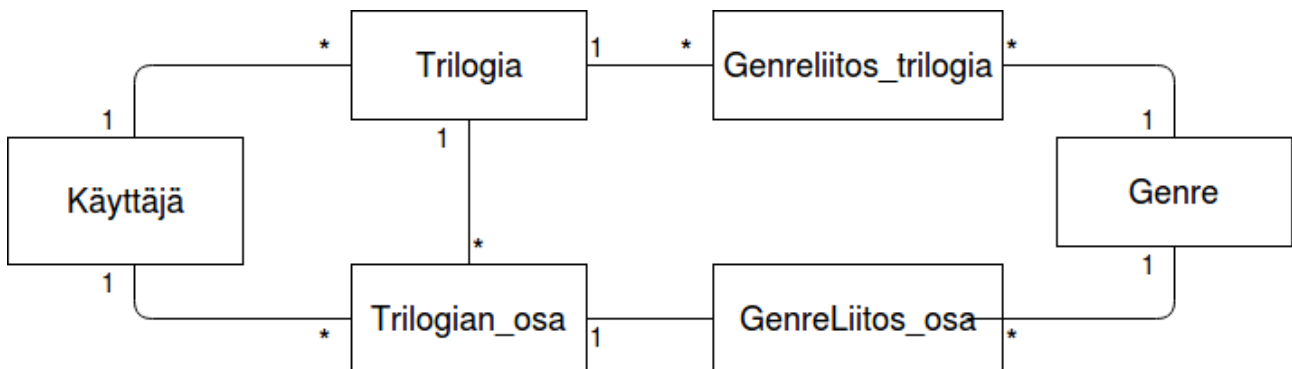 * Trilogia 1 * Genreliitos_trilogia *
1 1 1
Käyttäjä Genre
1 * 1
* Trilogian_osa 1 GenreLiitos_osa *